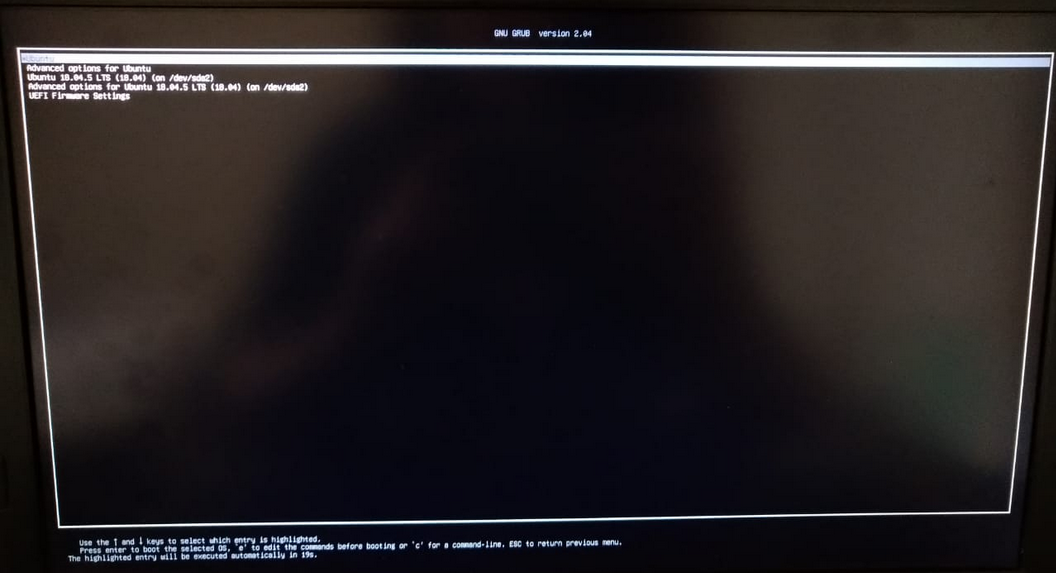 GNU GRUB version 2.04
*Ubuntu
Advanced options for Ubuntu
Ubuntu 18.04.5 LTS (18.04) (on /dev/sda2)
Advanced options for Ubuntu 18.04.5 LTS (18.04) (on /dev/sda2)
UEFI Firmware Settings
Use the ↑ and ↓ keys to select which entry is highlighted.
Press enter to boot the selected OS, `e' to edit the commands before booting or `c' for a command-line. ESC to return previous menu.
The highlighted entry will be executed automatically in 19s.